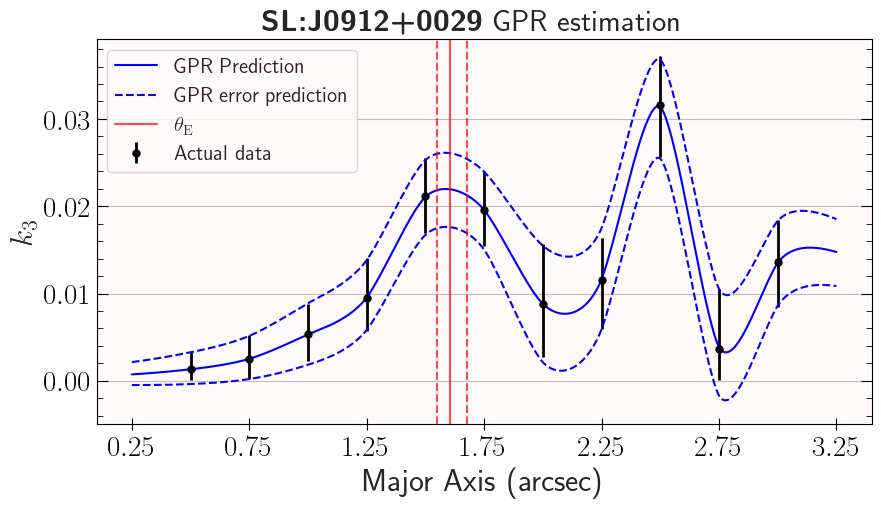 SL:J0912+0029 GPR estimation
GPR Prediction
GPR error prediction
θE
Actual data
0.03
0.02
0.01
0.00
k3
0.25 0.75 1.25 1.75 2.25 2.75 3.25
Major Axis (arcsec)